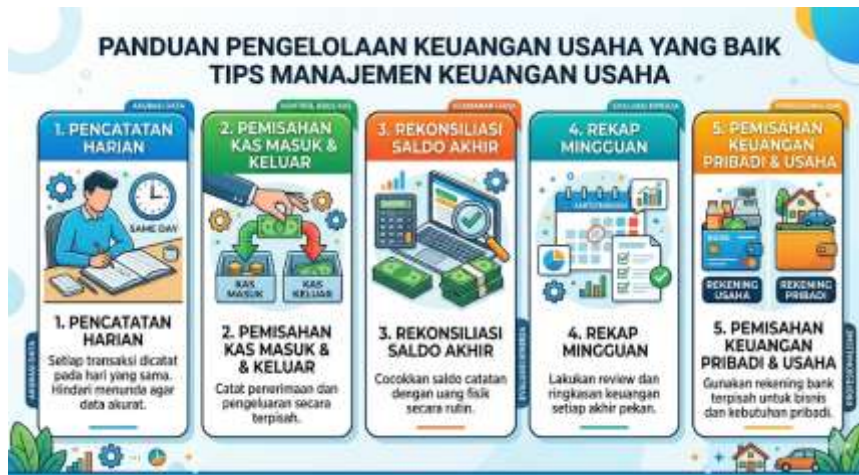 PANDUAN PENGELOLAAN KEUANGAN USAHA YANG BAIK
TIPS MANAJEMEN KEUANGAN USAHA
AKURASI DATA
1. PENCATATAN
HARIAN
SAME DAY
1. PENCATATAN
HARIAN
Setiap transaksi dicatat
pada hari yang sama.
Hindari menunda agar
data akurat.
2. PEMISAHAN
KAS MASUK &
KELUAR
KAS
MASUK
KAS
KELUAR
2. PEMISAHAN
KAS MASUK &
& KELUAR
Catat penerimaan dan
pengeluaran secara
terpisah.
3. REKONSILIASI
SALDO AKHIR
3. REKONSILIASI
SALDO AKHIR
Cocokkan saldo catatan
dengan uang fisik
secara rutin.
4. REKAP
MINGGUAN
4. REKAP
MINGGUAN
Lakukan review dan
ringkasan keuangan
setiap akhir pekan.
5. PEMISAHAN
KEUANGAN
PRIBADI & USAHA
REKENING
USAHA
REKENING
PRIBADI
5. PEMISAHAN
KEUANGAN
PRIBADI & USAHA
Gunakan rekening bank
terpisah untuk bisnis
dan kebutuhan pribadi.